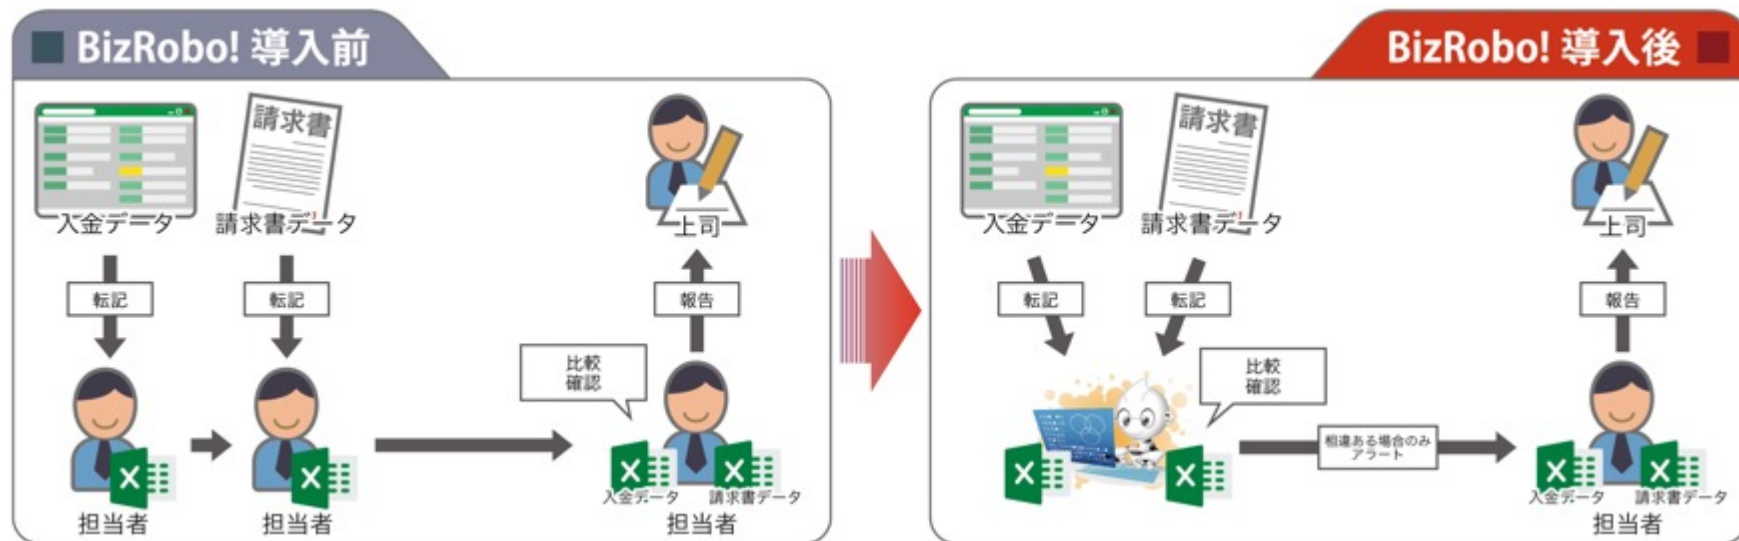 BizRobo! 導入前
請求書
入金データ
請求書データ
上司
転記
転記
報告
比較
確認
入金データ
請求書データ
担当者
担当者
担当者
BizRobo! 導入後
請求書
入金データ
請求書データ
上司
転記
転記
報告
比較
確認
相違ある場合のみ
アラート
入金データ
請求書データ
担当者